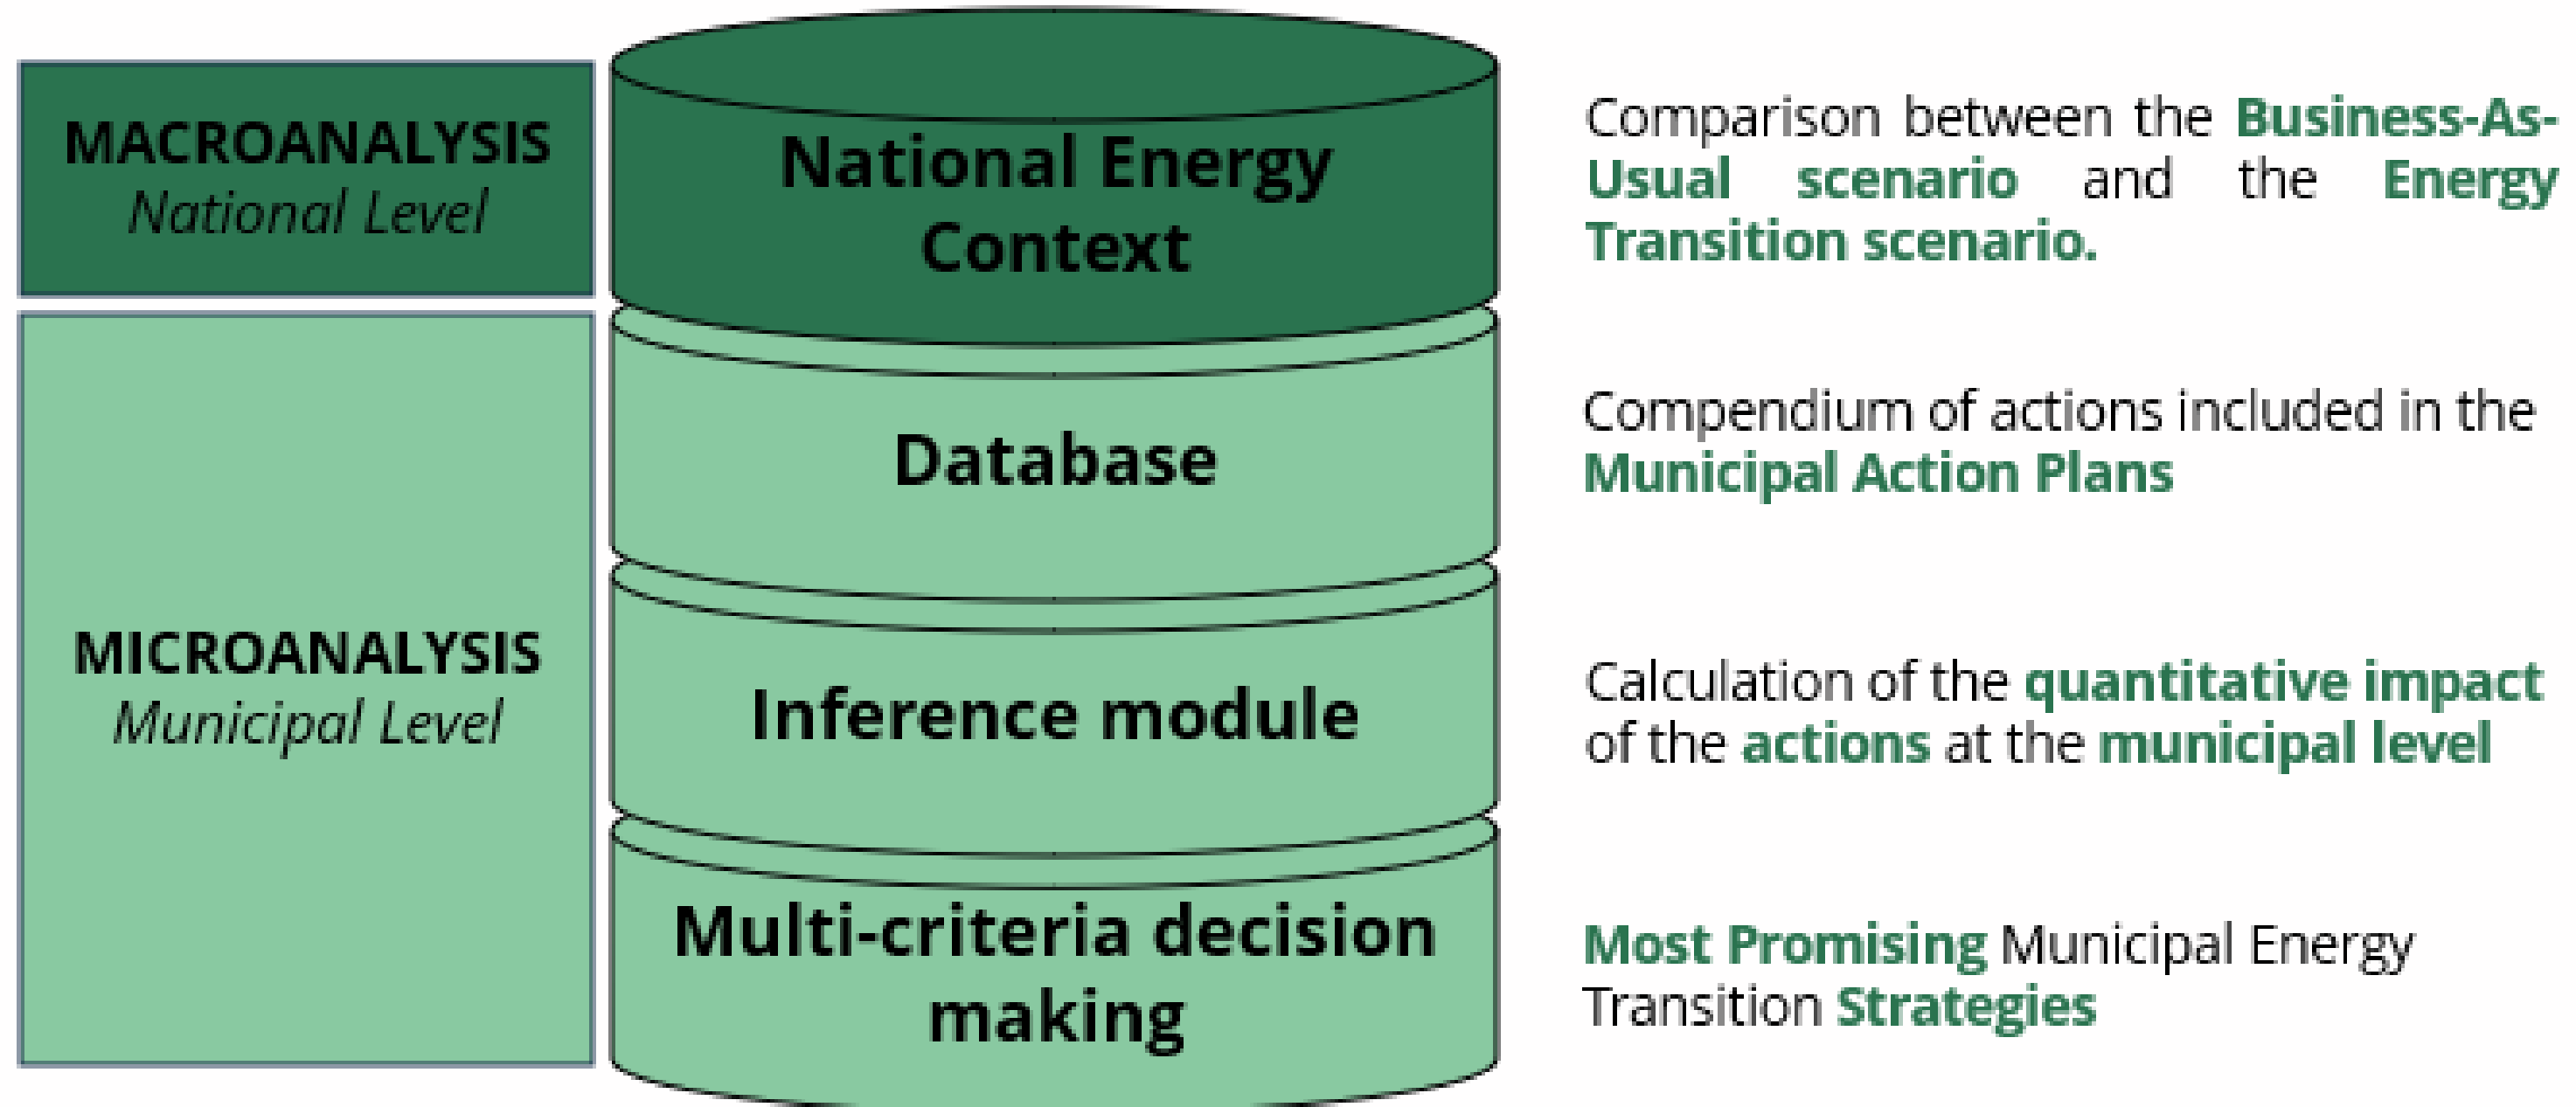 MACROANALYSIS
National Level
National Energy
Context
Comparison between the Business-As-
Usual scenario and the Energy
Transition scenario.
Database
Compendium of actions included in the
Municipal Action Plans
MICROANALYSIS
Municipal Level
Inference module
Calculation of the quantitative impact
of the actions at the municipal level
Multi-criteria decision
making
Most Promising Municipal Energy
Transition Strategies